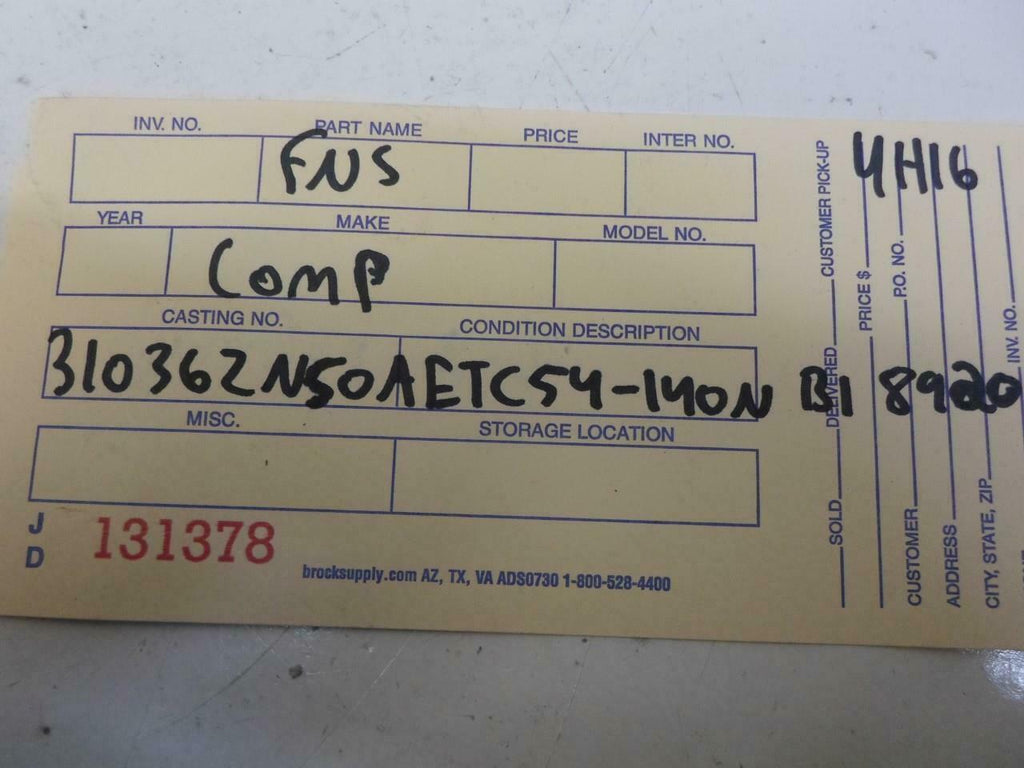 INV. NO. PART NAME PRICE INTER NO.
FNS
YEAR MAKE MODEL NO.
Comp
CASTING NO. CONDITION DESCRIPTION
310362N50AETC54-140N B1 8920
MISC. STORAGE LOCATION
J D 131378
brocksupply.com AZ, TX, VA ADS0730 1-800-528-4400
4H16
SOLD DELIVERED CUSTOMER PICK-UP
PRICE $
CUSTOMER P.O. NO.
ADDRESS
CITY, STATE, ZIP INV. NO.